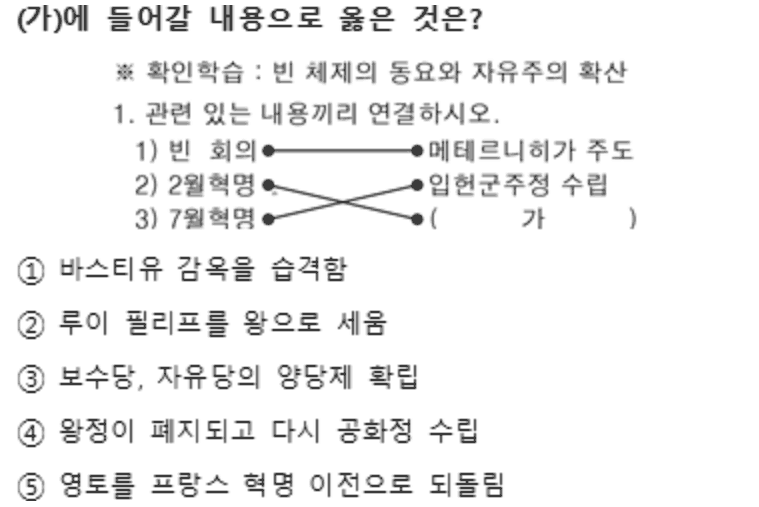 (가)에 들어갈 내용으로 옳은 것은?
※ 확인학습 : 빈 체제의 동요와 자유주의 확산
1. 관련 있는 내용끼리 연결하시오.
1) 빈 회의 메테르니히가 주도
2) 2월혁명 입헌군주정 수립
3) 7월혁명 ( 가 )
① 바스티유 감옥을 습격함
② 루이 필리프를 왕으로 세움
③ 보수당, 자유당의 양당제 확립
④ 왕정이 폐지되고 다시 공화정 수립
⑤ 영토를 프랑스 혁명 이전으로 되돌림